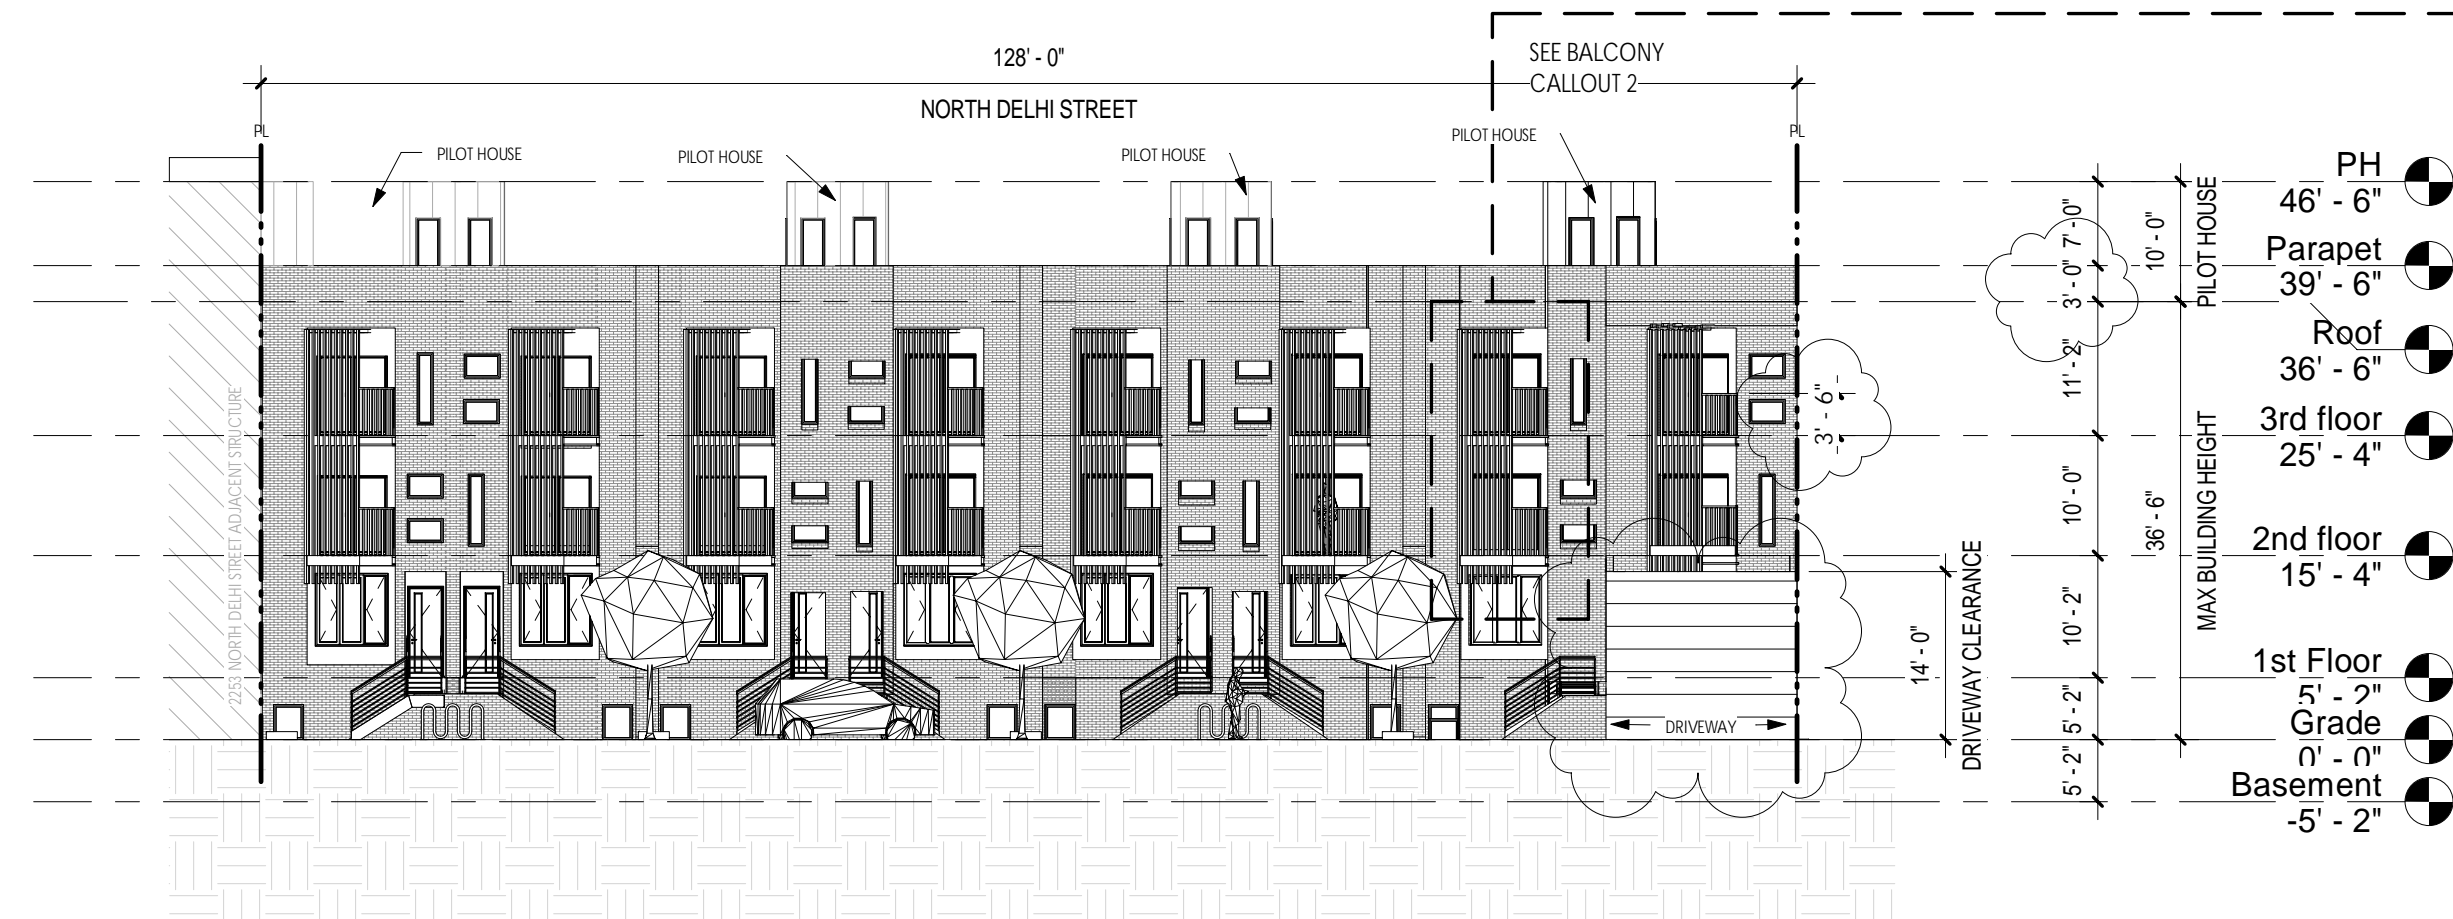 128' - 0"
SEE BALCONY
CALLOUT 2
NORTH DELHI STREET
PL
PL
PILOT HOUSE
PILOT HOUSE
PILOT HOUSE
PILOT HOUSE
2253 NORTH DELHI STREET ADJACENT STRUCTURE
3' - 6"
DRIVEWAY
14' - 0"
DRIVEWAY CLEARANCE
7' - 0"
3' - 0"
11' - 2"
10' - 0"
10' - 2"
5' - 2"
5' - 2"
10' - 0"
PILOT HOUSE
36' - 6"
MAX BUILDING HEIGHT
PH
46' - 6"
Parapet
39' - 6"
Roof
36' - 6"
3rd floor
25' - 4"
2nd floor
15' - 4"
1st Floor
5' - 2"
Grade
0' - 0"
Basement
-5' - 2"